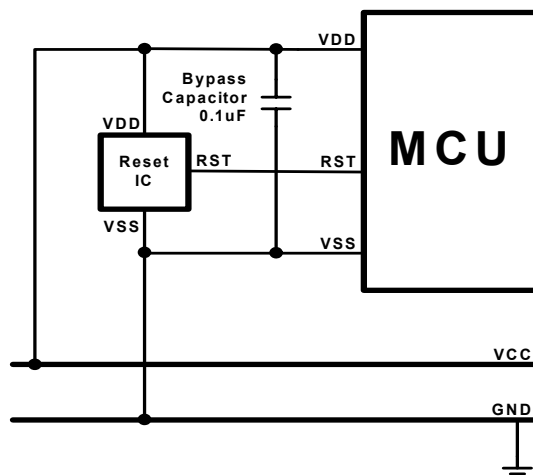 VDD
Bypass
Capacitor
0.1uF
VDD
Reset
IC
RST
RST
MCU
VSS
VSS
VCC
GND